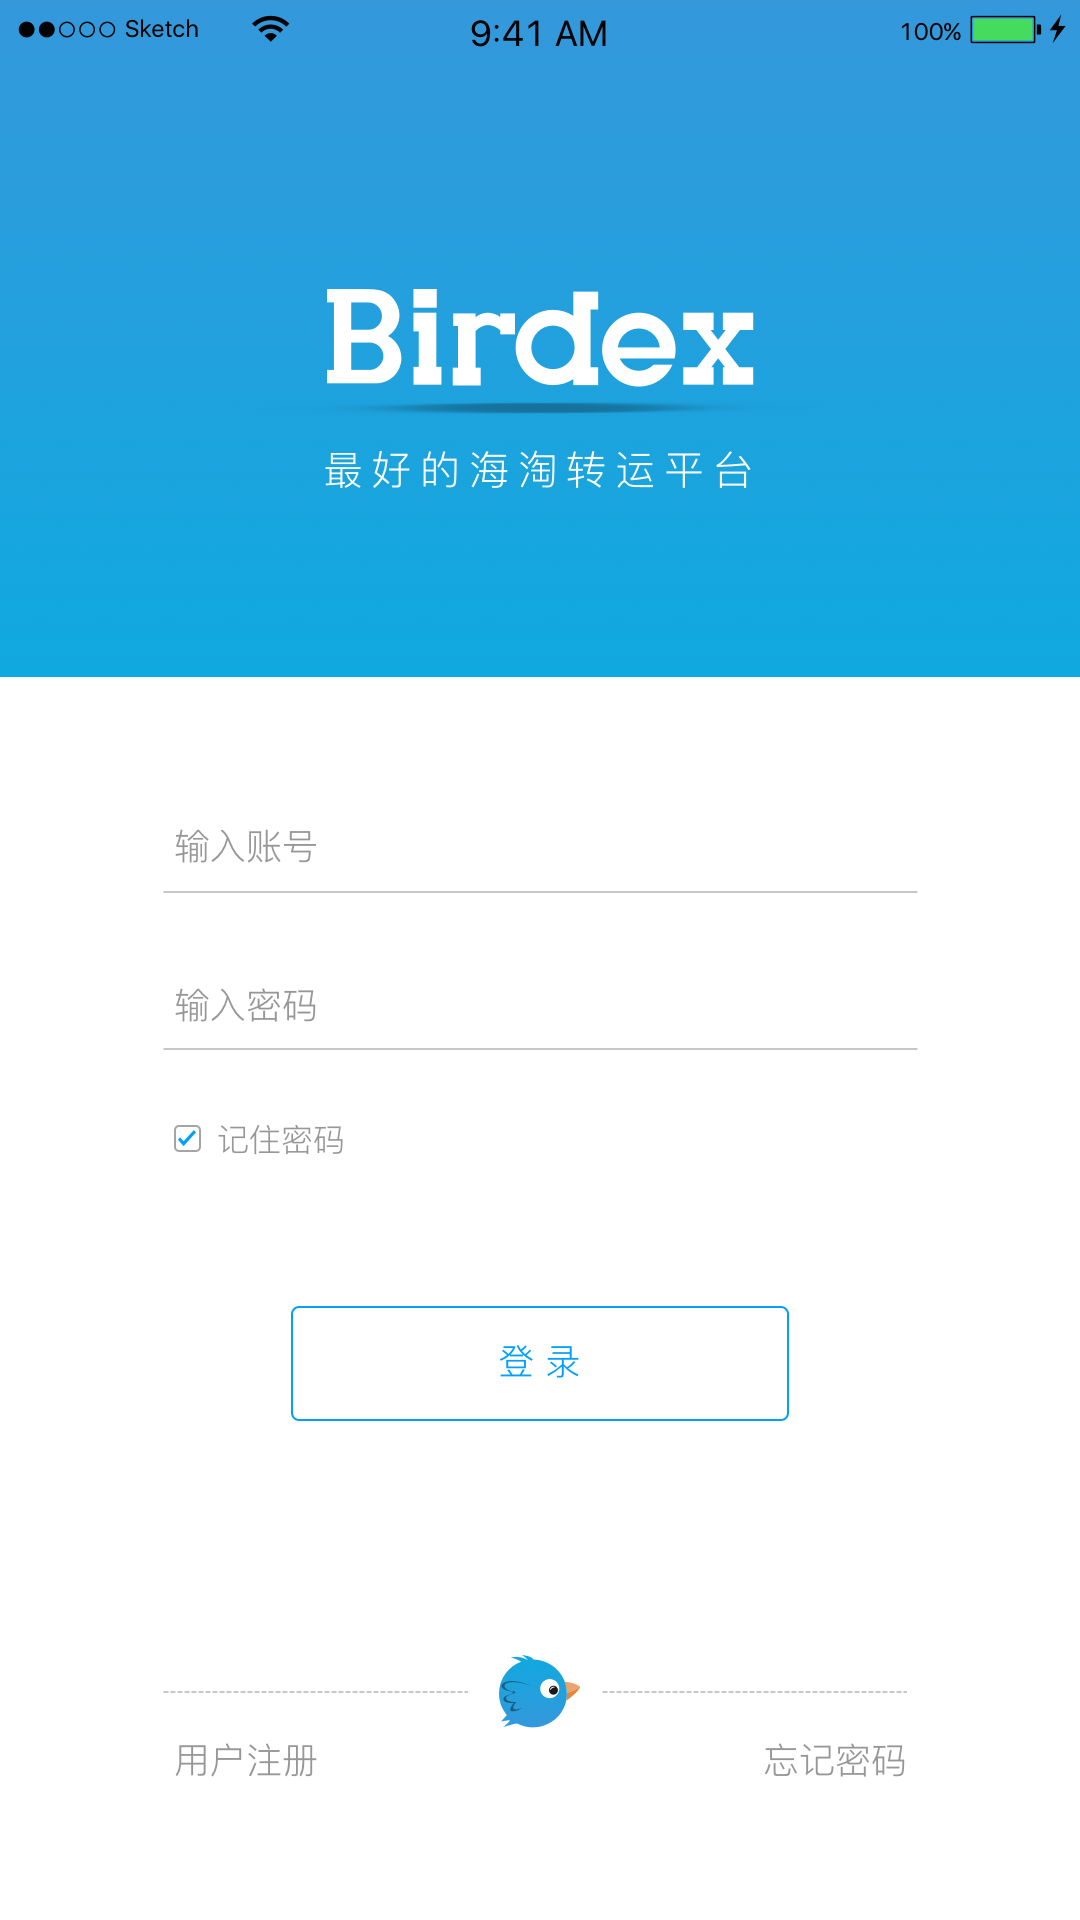 Sketch 9:41 AM 100%
Birdex
最好的海淘转运平台
输入账号
输入密码
记住密码
登录
用户注册 忘记密码